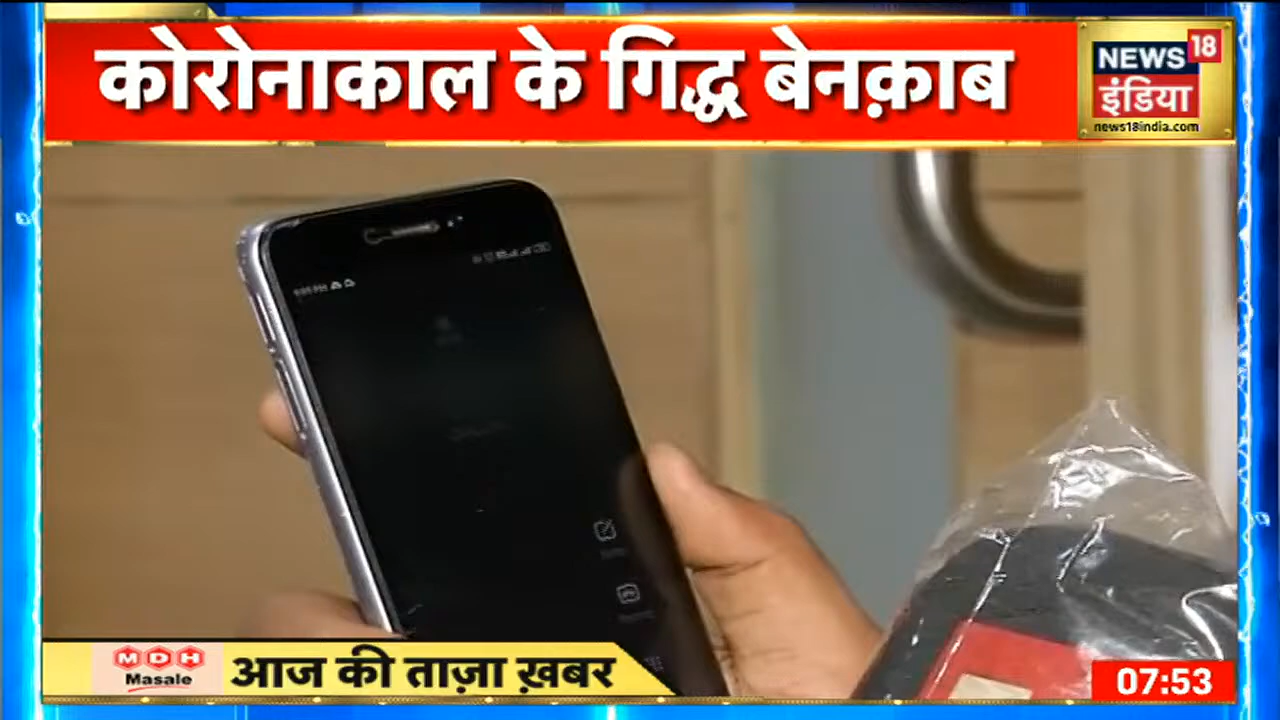 कोरोनाकाल के गिद्ध बेनक़ाब
NEWS 18
इंडिया
news18india.com
MDH
Masale
आज की ताज़ा ख़बर
07:53